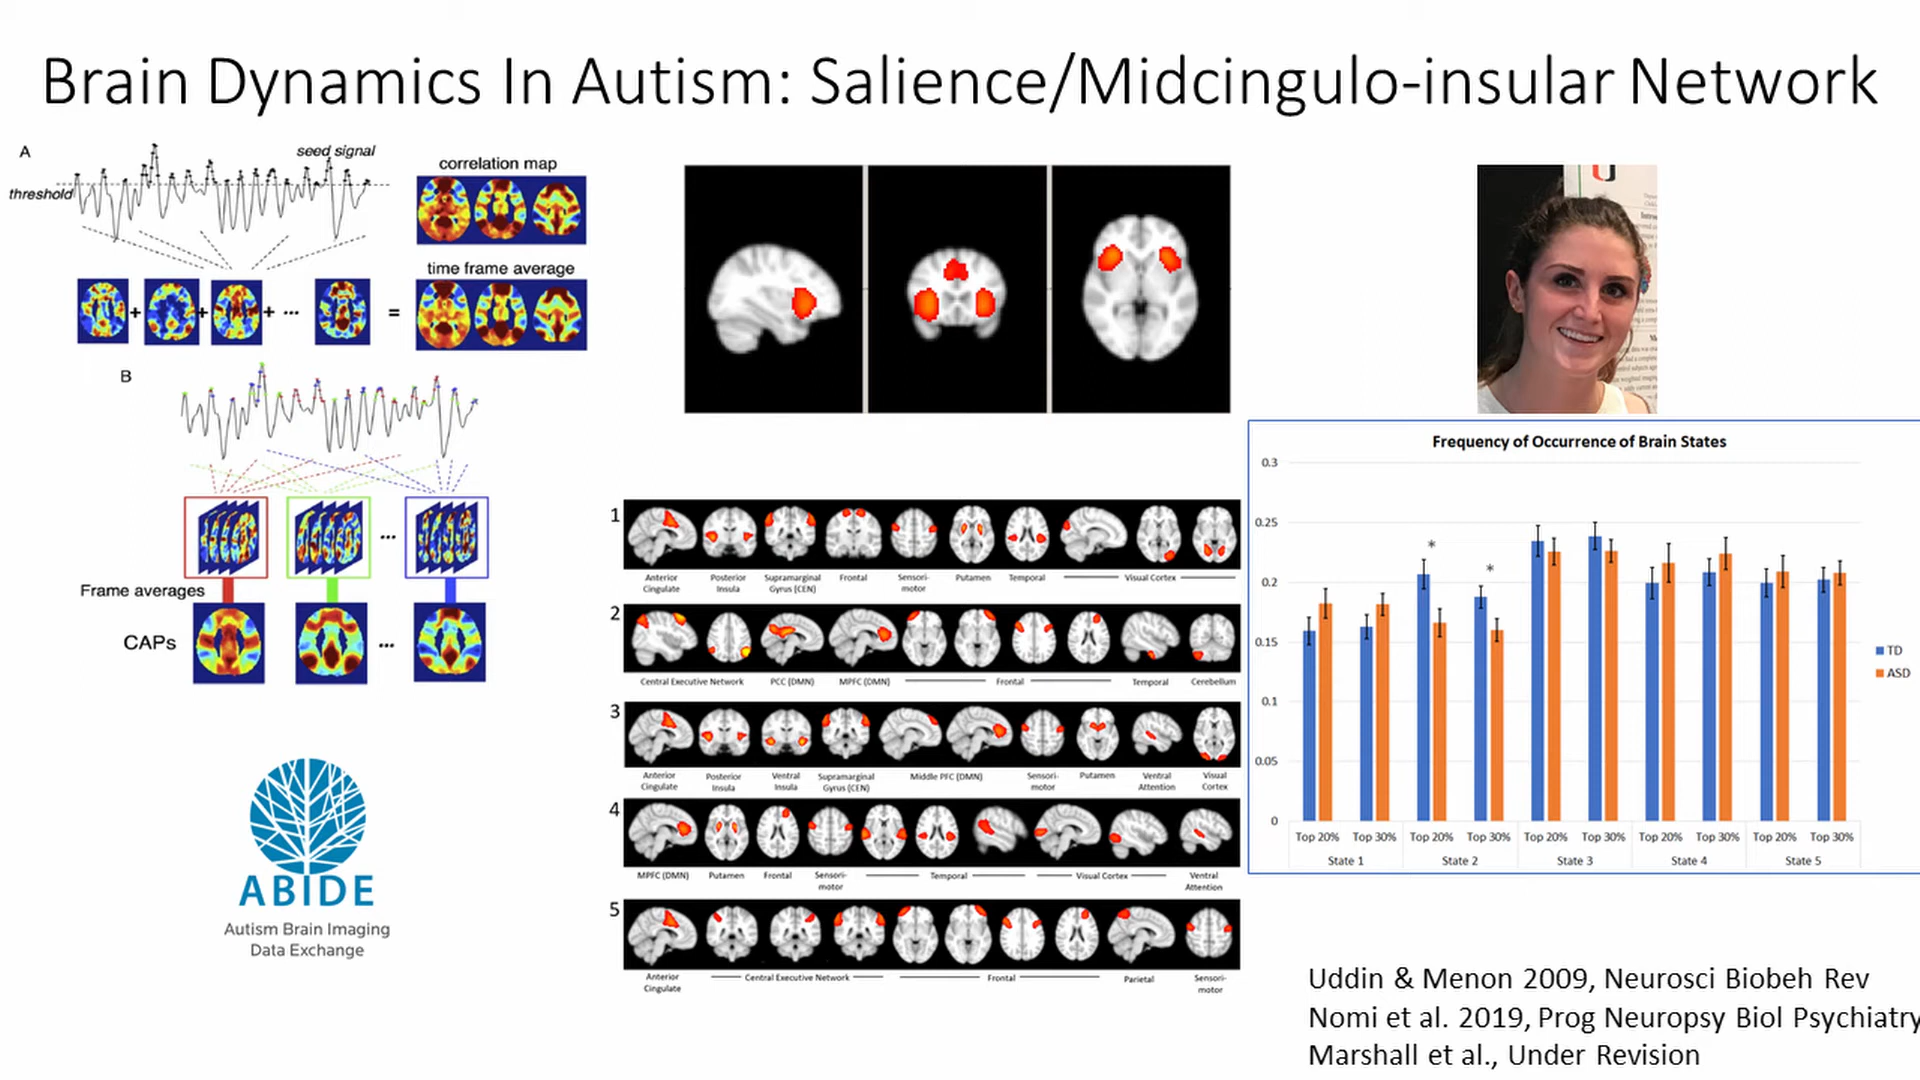 Brain Dynamics In Autism: Salience/Midcingulo-insular Network
A
seed signal
threshold
correlation map
time frame average
+ + + ... =
B
...
Frame averages
CAPs
...
ABIDE
Autism Brain Imaging
Data Exchange
1
Anterior Cingulate
Posterior Insula
Supramarginal Gyrus (CEN)
Frontal
Sensori-motor
Putamen
Temporal
Visual Cortex
2
Central Executive Network
PCC (DMN)
MPFC (DMN)
Frontal
Temporal
Cerebellum
3
Anterior Cingulate
Posterior Insula
Ventral Insula
Supramarginal Gyrus (CEN)
Middle PFC (DMN)
Sensori-motor
Putamen
Ventral Attention
Visual Cortex
4
MPFC (DMN)
Putamen
Frontal
Sensori-motor
Temporal
Visual Cortex
Ventral Attention
5
Anterior Cingulate
Central Executive Network
Frontal
Parietal
Sensori-motor
Frequency of Occurrence of Brain States
0.3
0.25
0.2
0.15
0.1
0.05
0
* *
Top 20% Top 30% Top 20% Top 30% Top 20% Top 30% Top 20% Top 30% Top 20% Top 30%
State 1 State 2 State 3 State 4 State 5
TD
ASD
Uddin & Menon 2009, Neurosci Biobeh Rev
Nomi et al. 2019, Prog Neuropsy Biol Psychiatry
Marshall et al., Under Revision